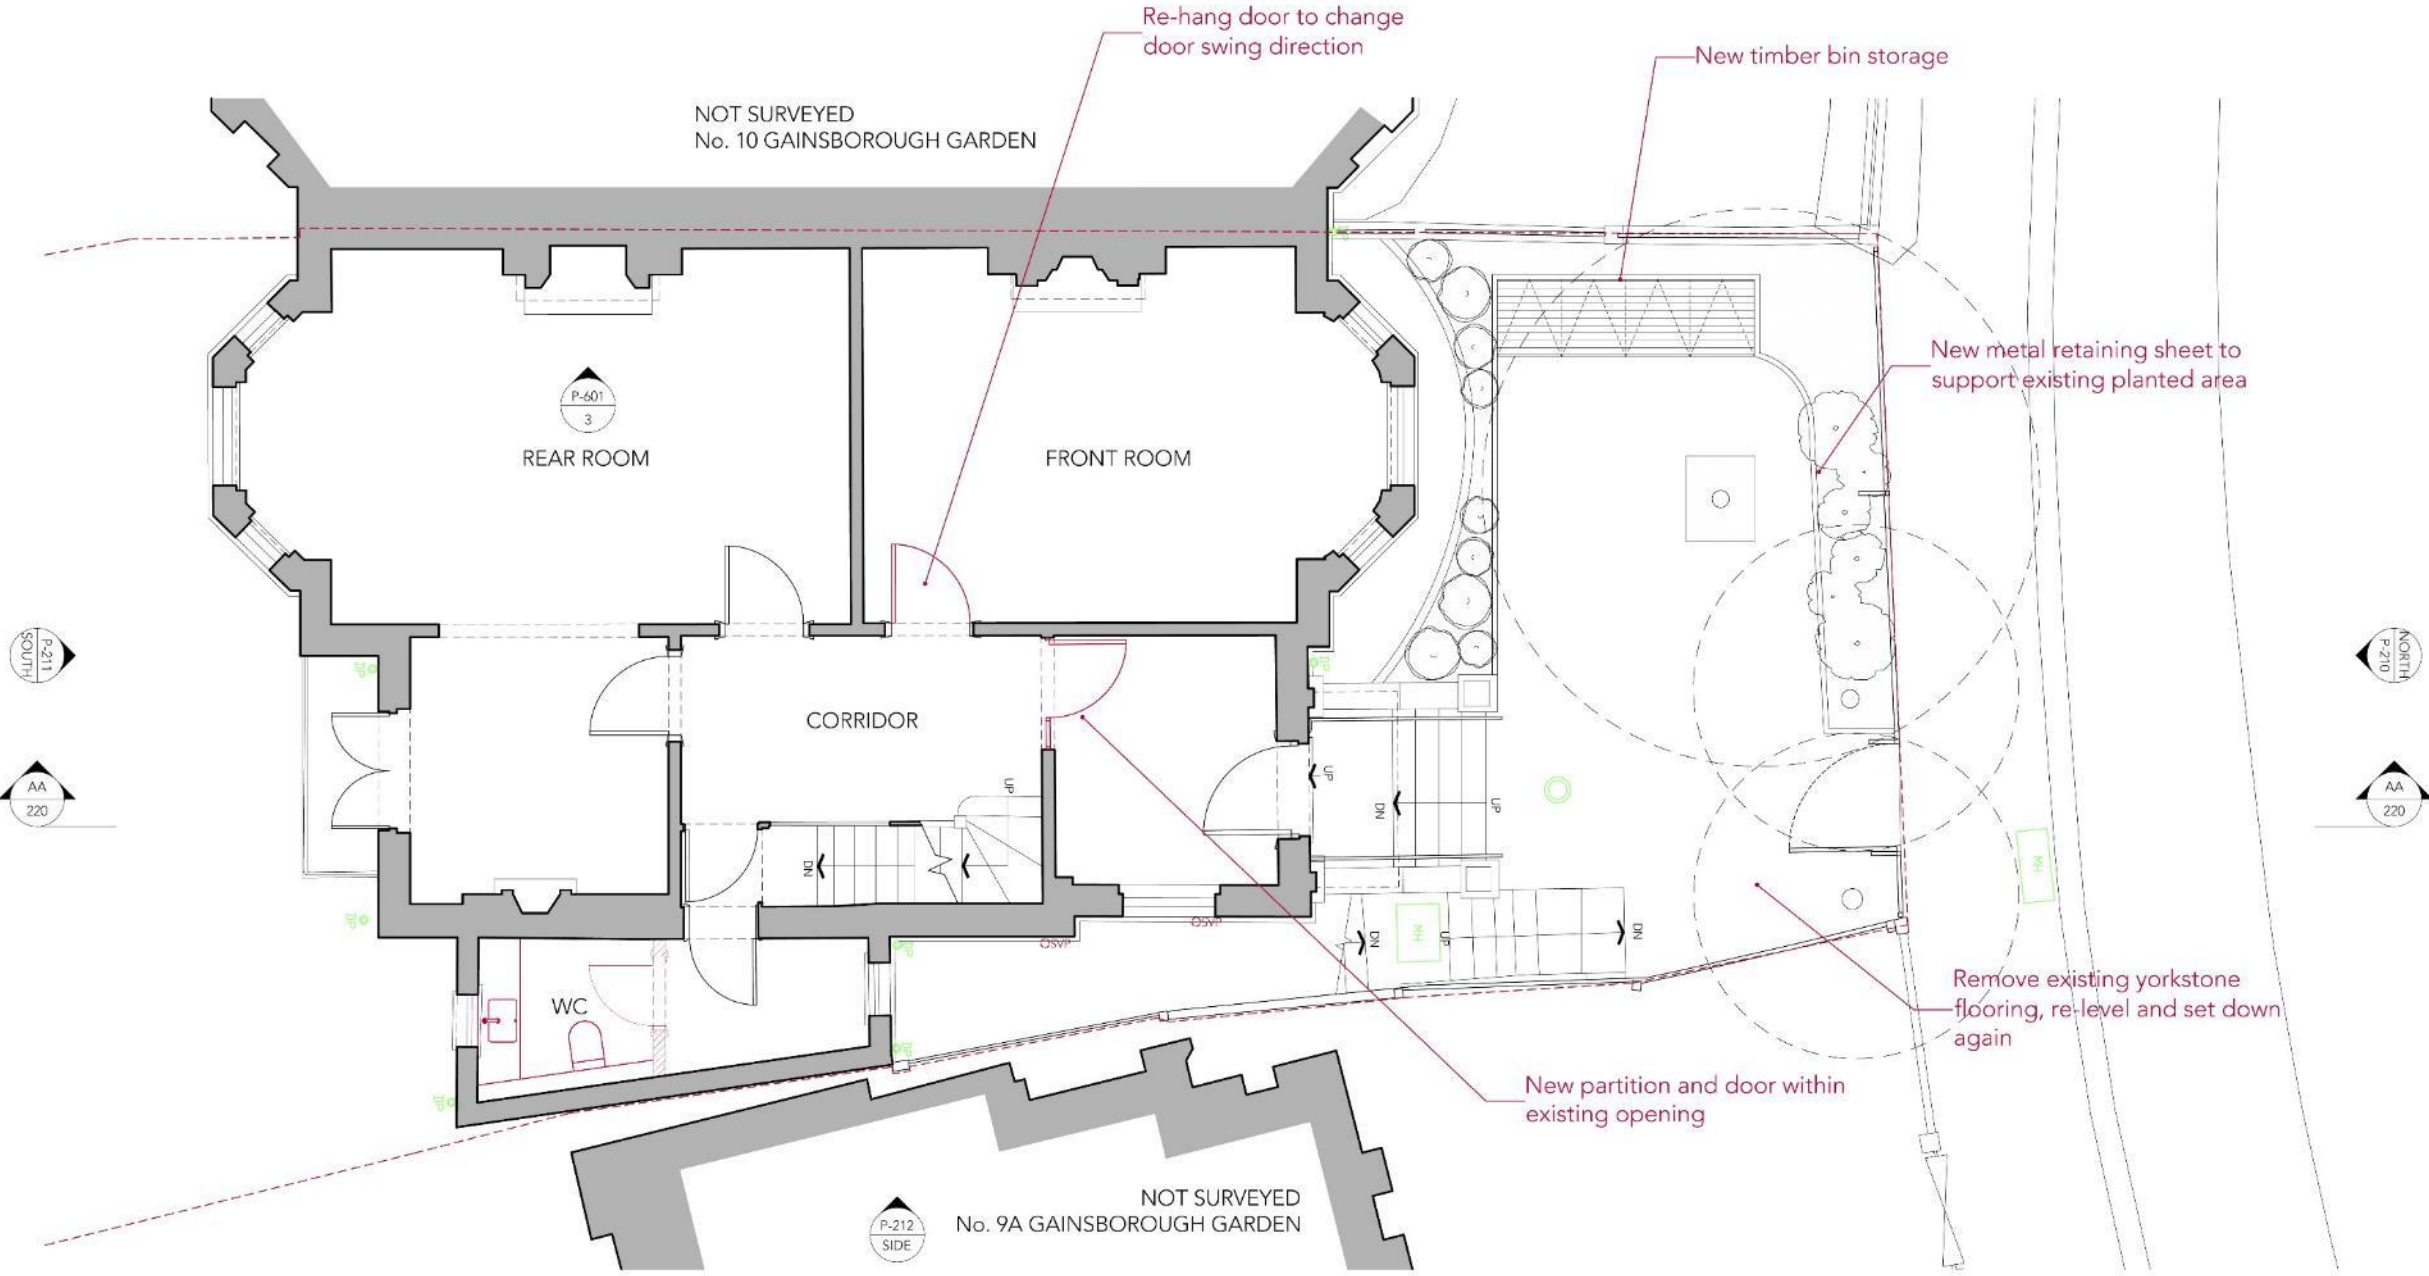 Re-hang door to change
door swing direction
New timber bin storage
NOT SURVEYED
No. 10 GAINSBOROUGH GARDEN
New metal retaining sheet to
support existing planted area
P-601
3
REAR ROOM
FRONT ROOM
P-211
SOUTH
NORTH
P-210
CORRIDOR
AA
220
UP
UP
DN
UP
AA
220
DN
MH
OSVP
OSVP
DN
MH
UP
DN
WC
Remove existing yorkstone
flooring, re-level and set down
again
New partition and door within
existing opening
NOT SURVEYED
No. 9A GAINSBOROUGH GARDEN
P-212
SIDE